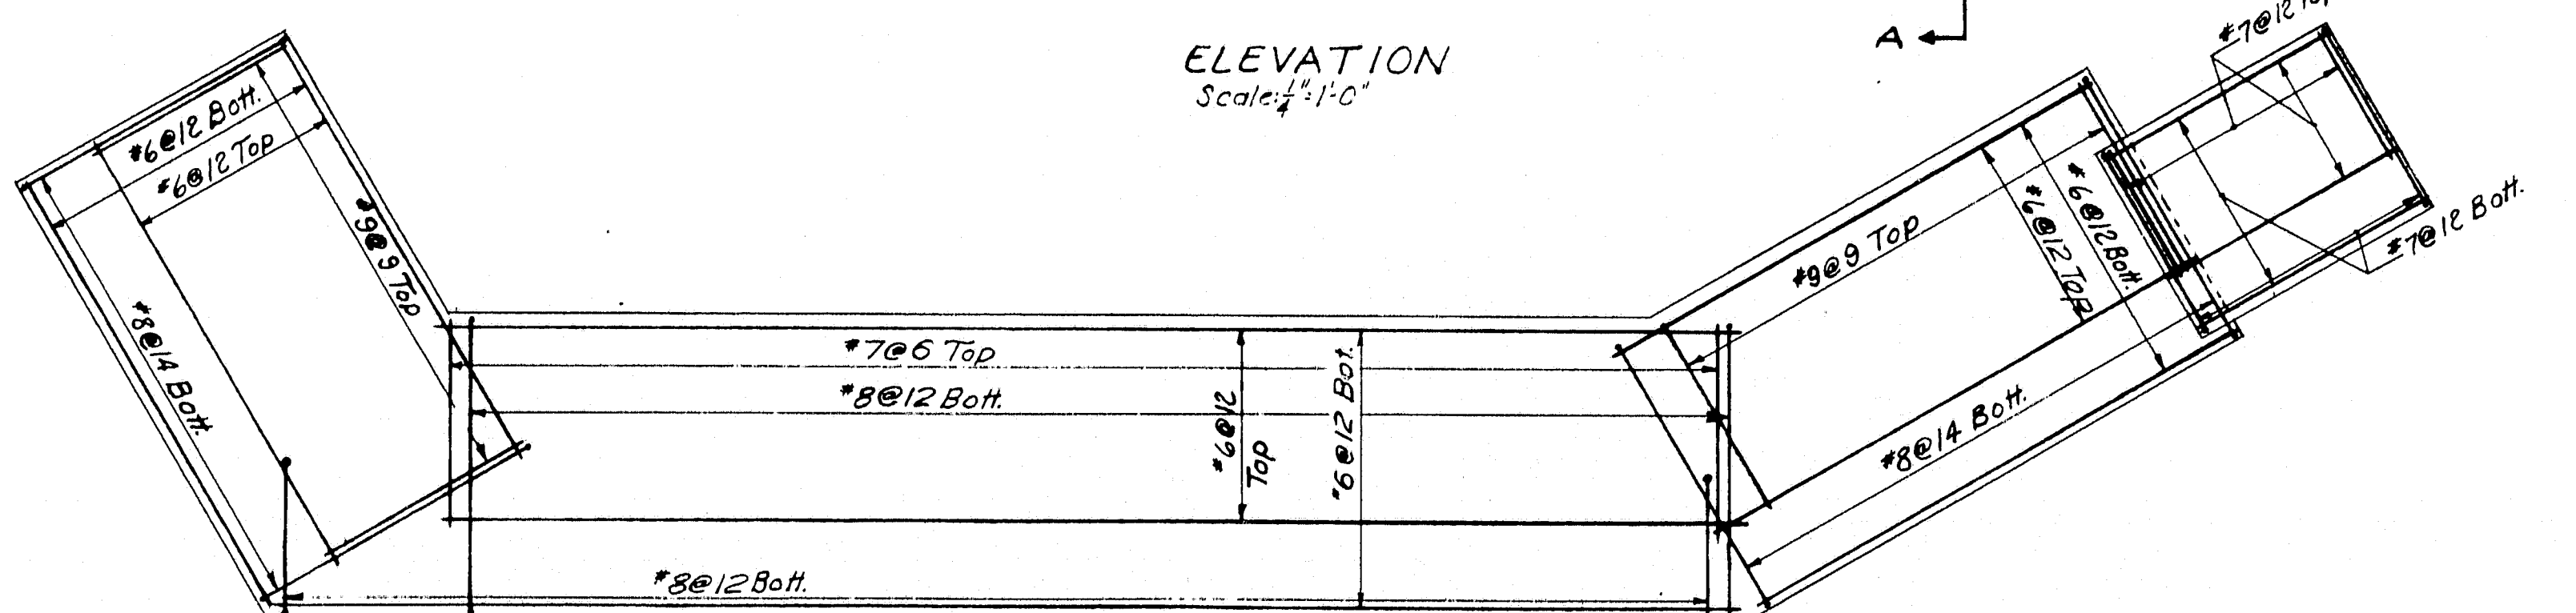 ELEVATION
Scale: 1/4" = 1'-0"
A
#7@12 Top
#6@12 Bott.
#6@12 Top
#9@9 Top
#8@14 Bott.
#7@6 Top
#8@12 Bott.
#6@12
Top
#6@12 Bot.
#8@12 Bott.
#9@9 Top
#6@12 Top
#6@12 Bott.
#8@14 Bott.
#7@12 Bott.